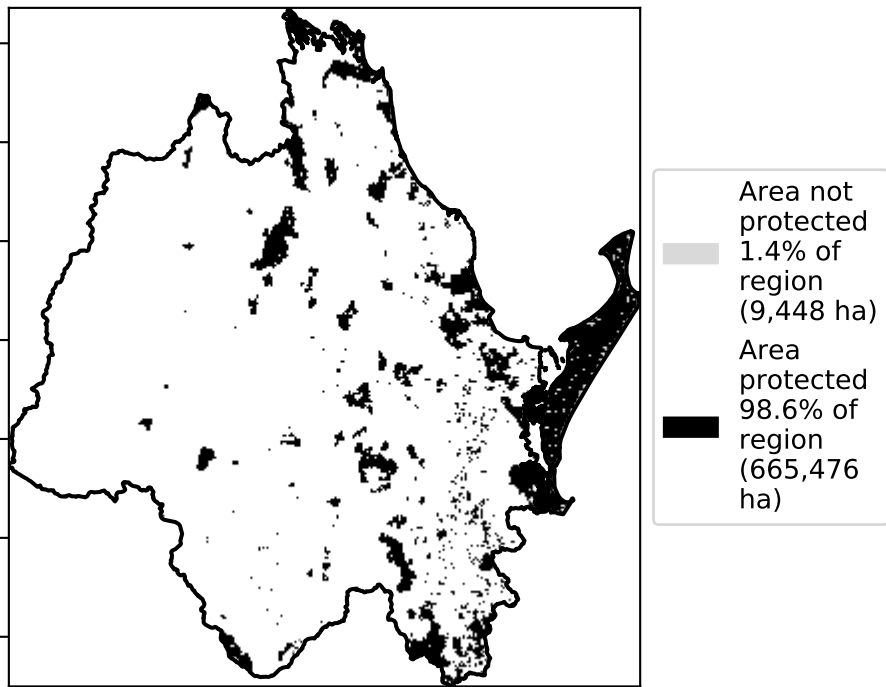 Area not
protected
1.4% of
region
(9,448 ha)
Area
protected
98.6% of
region
(665,476
ha)